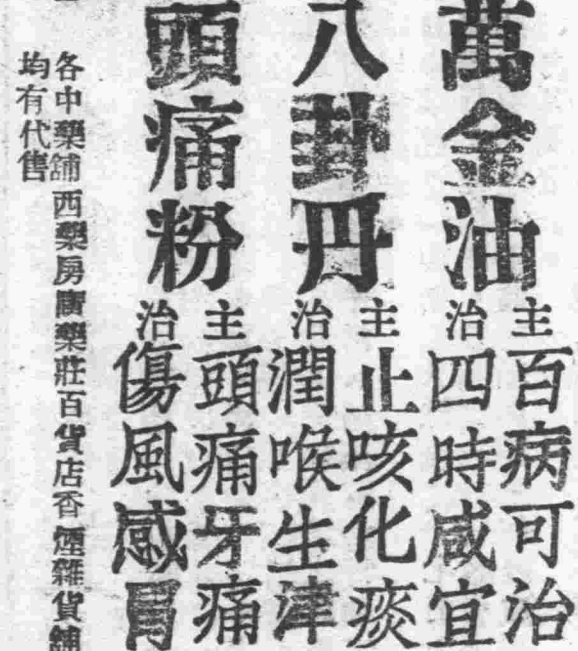 萬金油
主治
百病可治
四時咸宜
八卦丹
主治
止咳化痰
潤喉生津
頭痛粉
主治
頭痛牙痛
傷風感冒
各中藥舖西藥房廣藥莊百貨店香煙雜貨舖
均有代售